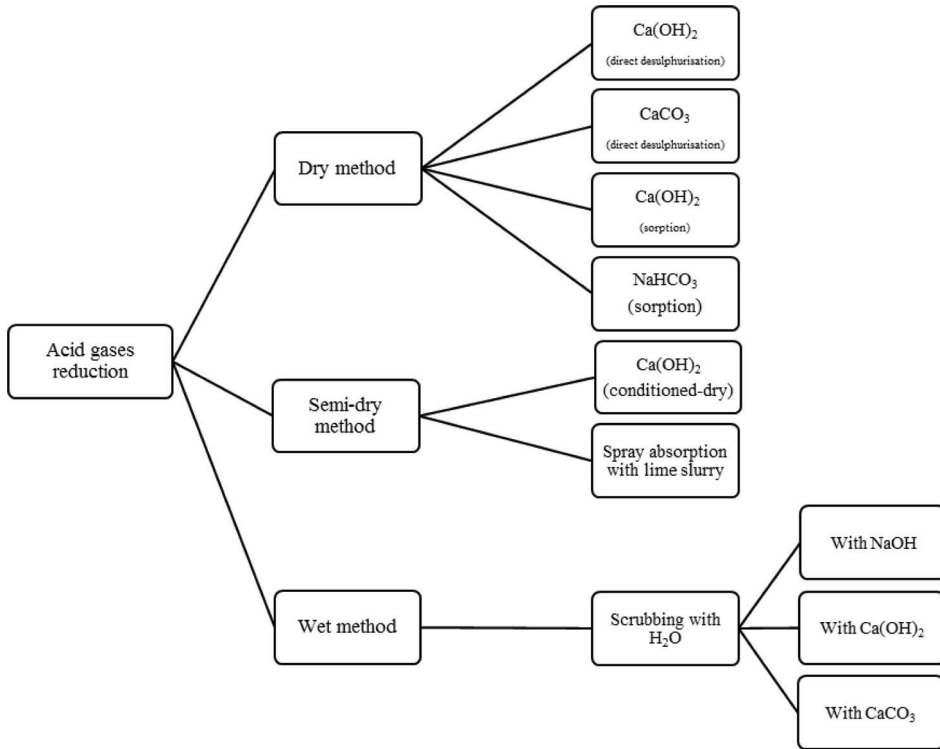 Ca(OH)₂
(direct desulphurisation)
CaCO₃
(direct desulphurisation)
Dry method
Ca(OH)₂
(sorption)
NaHCO₃
(sorption)
Acid gases
reduction
Ca(OH)₂
(conditioned-dry)
Semi-dry
method
Spray absorption
with lime slurry
With NaOH
Wet method
Scrubbing with
H₂O
With Ca(OH)₂
With CaCO₃